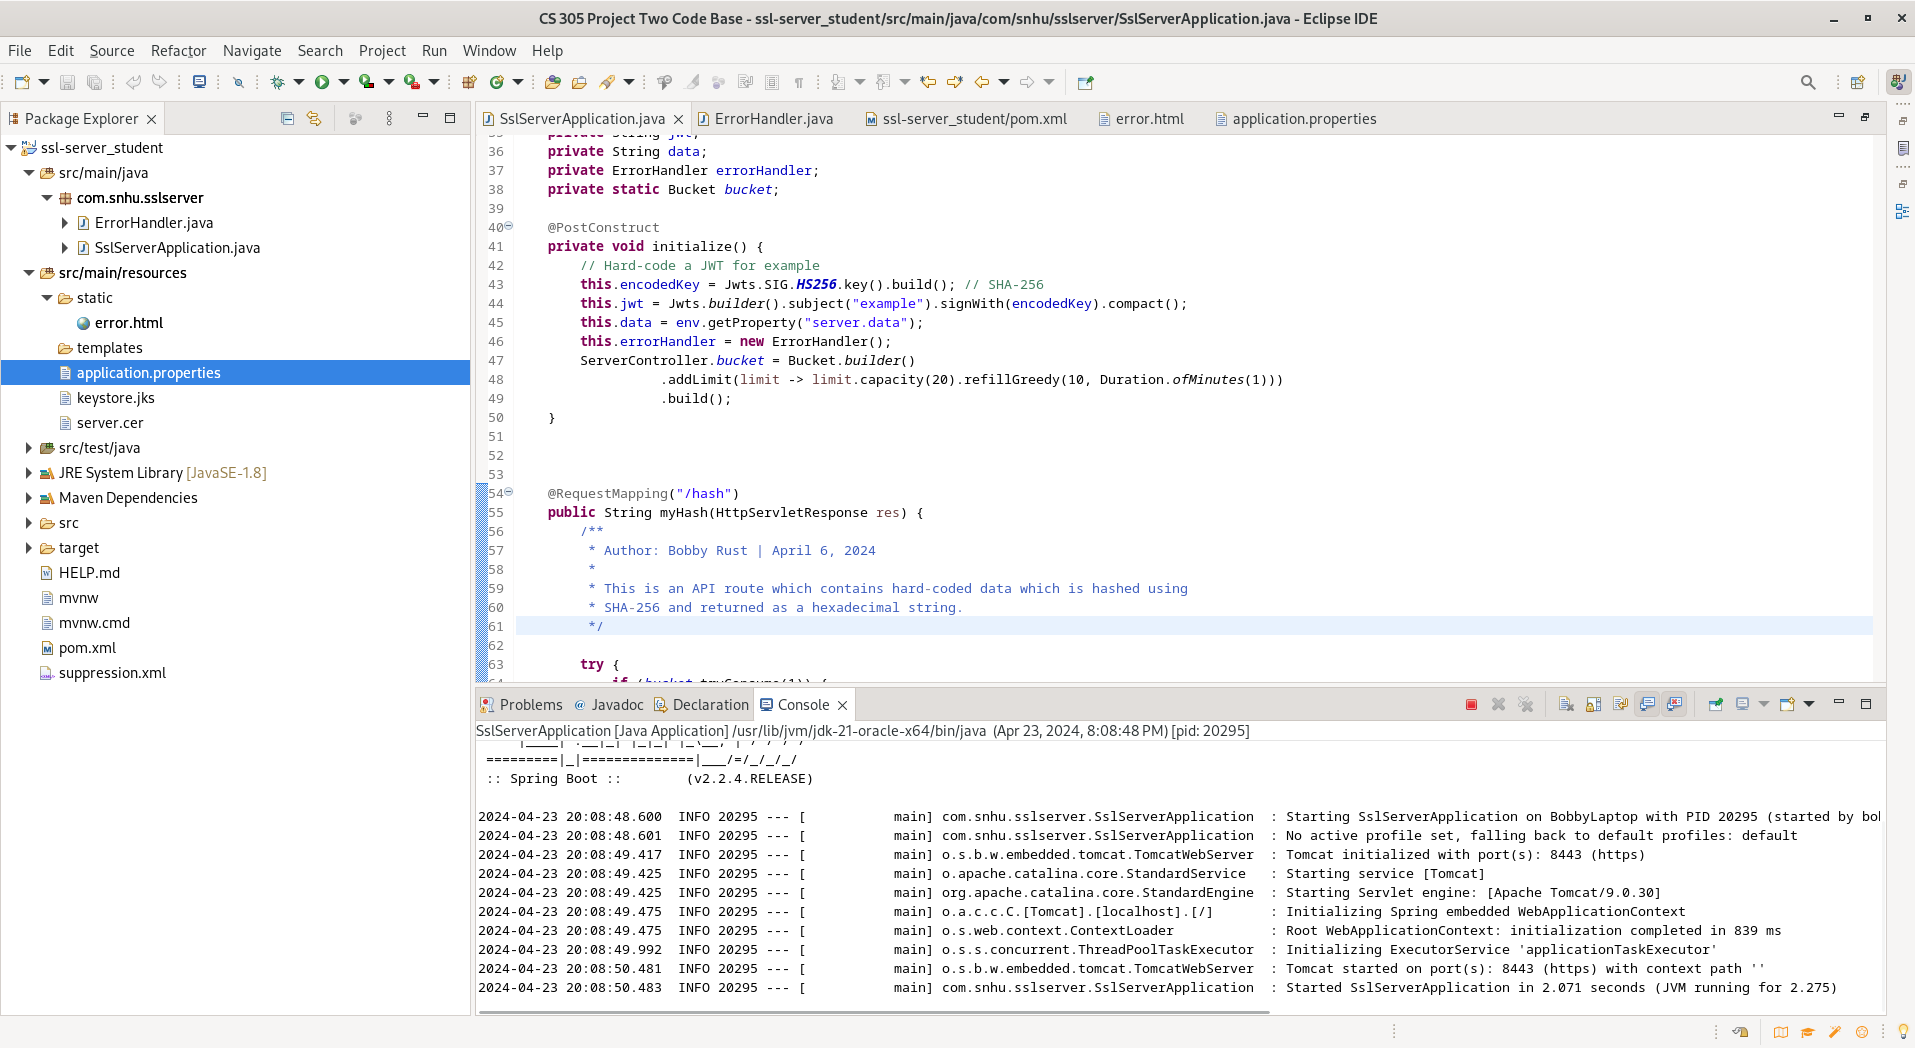 CS 305 Project Two Code Base - ssl-server_student/src/main/java/com/snhu/sslserver/SslServerApplication.java - Eclipse IDE
File Edit Source Refactor Navigate Search Project Run Window Help
Package Explorer
ssl-server_student
src/main/java
com.snhu.sslserver
ErrorHandler.java
SslServerApplication.java
src/main/resources
static
error.html
templates
application.properties
keystore.jks
server.cer
src/test/java
JRE System Library [JavaSE-1.8]
Maven Dependencies
src
target
HELP.md
mvnw
mvnw.cmd
pom.xml
suppression.xml
SslServerApplication.java ErrorHandler.java ssl-server_student/pom.xml error.html application.properties
35 private String jwt;
36 private String data;
37 private ErrorHandler errorHandler;
38 private static Bucket bucket;
39
40 @PostConstruct
41 private void initialize() {
42 // Hard-code a JWT for example
43 this.encodedKey = Jwts.SIG.HS256.key().build(); // SHA-256
44 this.jwt = Jwts.builder().subject("example").signWith(encodedKey).compact();
45 this.data = env.getProperty("server.data");
46 this.errorHandler = new ErrorHandler();
47 ServerController.bucket = Bucket.builder()
48 .addLimit(limit -> limit.capacity(20).refillGreedy(10, Duration.ofMinutes(1)))
49 .build();
50 }
51
52
53
54 @RequestMapping("/hash")
55 public String myHash(HttpServletResponse res) {
56 /**
57 * Author: Bobby Rust | April 6, 2024
58 *
59 * This is an API route which contains hard-coded data which is hashed using
60 * SHA-256 and returned as a hexadecimal string.
61 */
62
63 try {
64 if (bucket.tryConsume(1)) {
Problems Javadoc Declaration Console
SslServerApplication [Java Application] /usr/lib/jvm/jdk-21-oracle-x64/bin/java (Apr 23, 2024, 8:08:48 PM) [pid: 20295]
=========|_|==============|___/=/_/_/_/
:: Spring Boot :: (v2.2.4.RELEASE)
2024-04-23 20:08:48.600 INFO 20295 --- [ main] com.snhu.sslserver.SslServerApplication : Starting SslServerApplication on BobbyLaptop with PID 20295 (started by bob
2024-04-23 20:08:48.601 INFO 20295 --- [ main] com.snhu.sslserver.SslServerApplication : No active profile set, falling back to default profiles: default
2024-04-23 20:08:49.417 INFO 20295 --- [ main] o.s.b.w.embedded.tomcat.TomcatWebServer : Tomcat initialized with port(s): 8443 (https)
2024-04-23 20:08:49.425 INFO 20295 --- [ main] o.apache.catalina.core.StandardService : Starting service [Tomcat]
2024-04-23 20:08:49.425 INFO 20295 --- [ main] org.apache.catalina.core.StandardEngine : Starting Servlet engine: [Apache Tomcat/9.0.30]
2024-04-23 20:08:49.475 INFO 20295 --- [ main] o.a.c.c.C.[Tomcat].[localhost].[/] : Initializing Spring embedded WebApplicationContext
2024-04-23 20:08:49.475 INFO 20295 --- [ main] o.s.web.context.ContextLoader : Root WebApplicationContext: initialization completed in 839 ms
2024-04-23 20:08:49.992 INFO 20295 --- [ main] o.s.s.concurrent.ThreadPoolTaskExecutor : Initializing ExecutorService 'applicationTaskExecutor'
2024-04-23 20:08:50.481 INFO 20295 --- [ main] o.s.b.w.embedded.tomcat.TomcatWebServer : Tomcat started on port(s): 8443 (https) with context path ''
2024-04-23 20:08:50.483 INFO 20295 --- [ main] com.snhu.sslserver.SslServerApplication : Started SslServerApplication in 2.071 seconds (JVM running for 2.275)